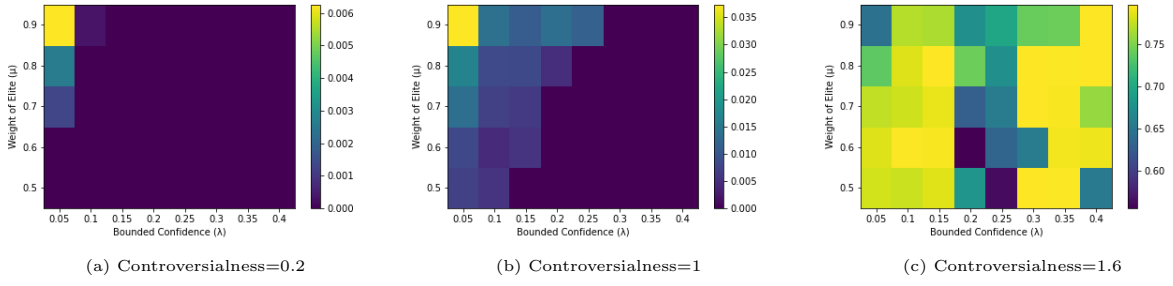 0.9
0.8
0.7
0.6
0.5
Weight of Elite (μ)
0.05 0.1 0.15 0.2 0.25 0.3 0.35 0.4
Bounded Confidence (λ)
0.006
0.005
0.004
0.003
0.002
0.001
0.000
(a) Controversialness=0.2
0.9
0.8
0.7
0.6
0.5
Weight of Elite (μ)
0.05 0.1 0.15 0.2 0.25 0.3 0.35 0.4
Bounded Confidence (λ)
0.035
0.030
0.025
0.020
0.015
0.010
0.005
0.000
(b) Controversialness=1
0.9
0.8
0.7
0.6
0.5
Weight of Elite (μ)
0.05 0.1 0.15 0.2 0.25 0.3 0.35 0.4
Bounded Confidence (λ)
0.75
0.70
0.65
0.60
(c) Controversialness=1.6